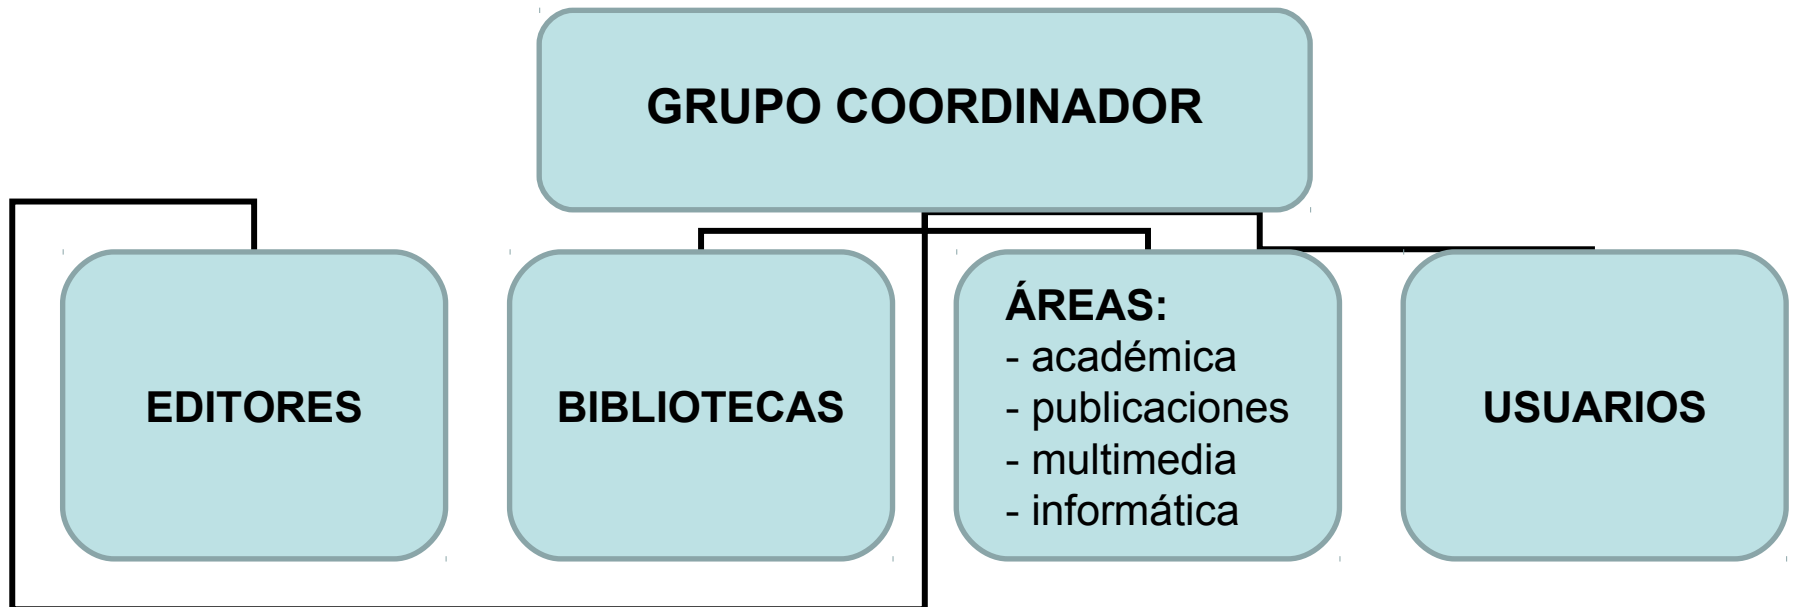 GRUPO COORDINADOR
EDITORES
BIBLIOTECAS
ÁREAS:
- académica
- publicaciones
- multimedia
- informática
USUARIOS